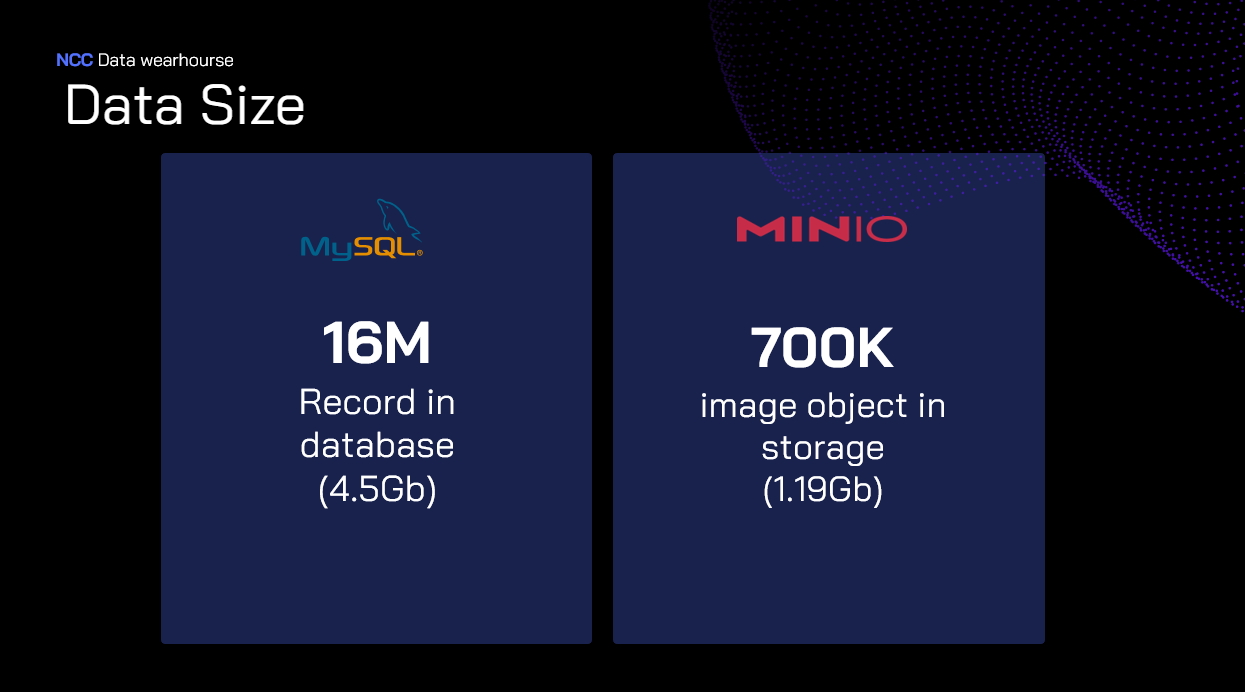 NCC Data wearhourse
Data Size
MySQL®
16M
Record in
database
(4.5Gb)
MINIO
700K
image object in
storage
(1.19Gb)